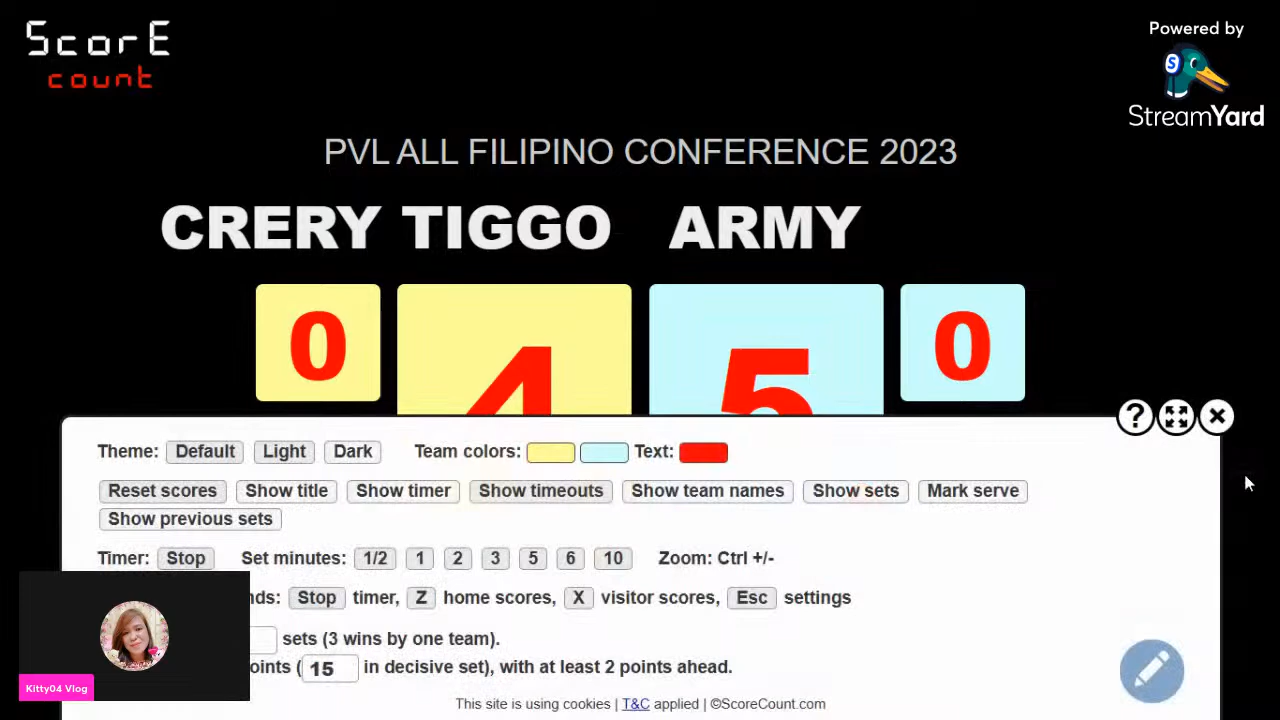 ScorE
count
Powered by
StreamYard
PVL ALL FILIPINO CONFERENCE 2023
CRERY TIGGO ARMY
0 4 5 0
?
Theme: Default Light Dark Team colors: Text:
Reset scores Show title Show timer Show timeouts Show team names Show sets Mark serve
Show previous sets
Timer: Stop Set minutes: 1/2 1 2 3 5 6 10 Zoom: Ctrl +/-
nds: Stop timer, Z home scores, X visitor scores, Esc settings
sets (3 wins by one team).
oints ( 15 in decisive set), with at least 2 points ahead.
Kitty04 Vlog
This site is using cookies | T&C applied | ©ScoreCount.com